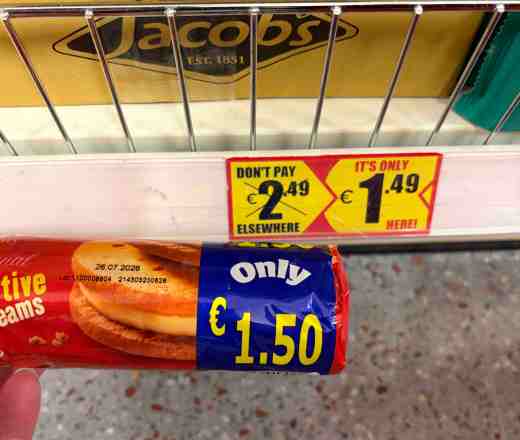 Jacob's
EST. 1851
DON'T PAY
€2.49
ELSEWHERE
IT'S ONLY
€1.49
HERE!
26.07.2026
tive
eams
Only
€1.50